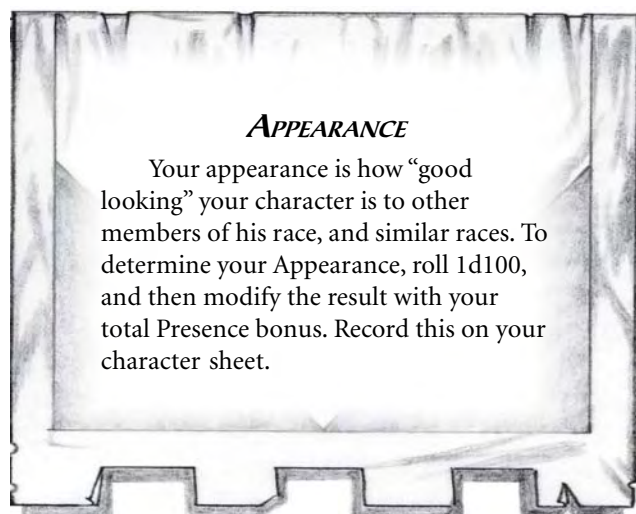 APPEARANCE
Your appearance is how “good
looking” your character is to other
members of his race, and similar races. To
determine your Appearance, roll 1d100,
and then modify the result with your
total Presence bonus. Record this on your
character sheet.